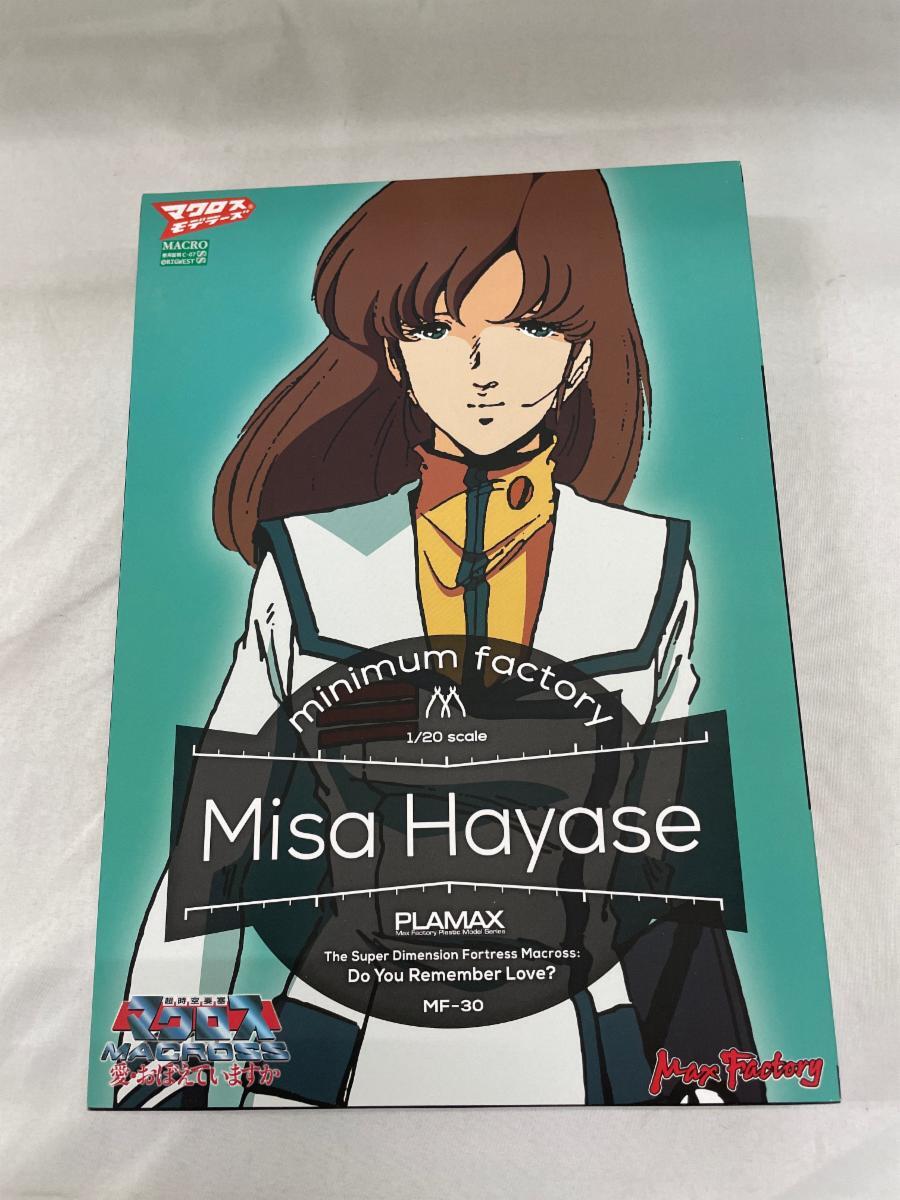 マクロス®
モデラーズ
MACRO
©BIGWEST
minimum factory
1/20 scale
Misa Hayase
PLAMAX
Max Factory Plastic Model Series
The Super Dimension Fortress Macross:
Do You Remember Love?
MF-30
超時空要塞
マクロス
MACROSS
愛・おぼえていますか
Max Factory